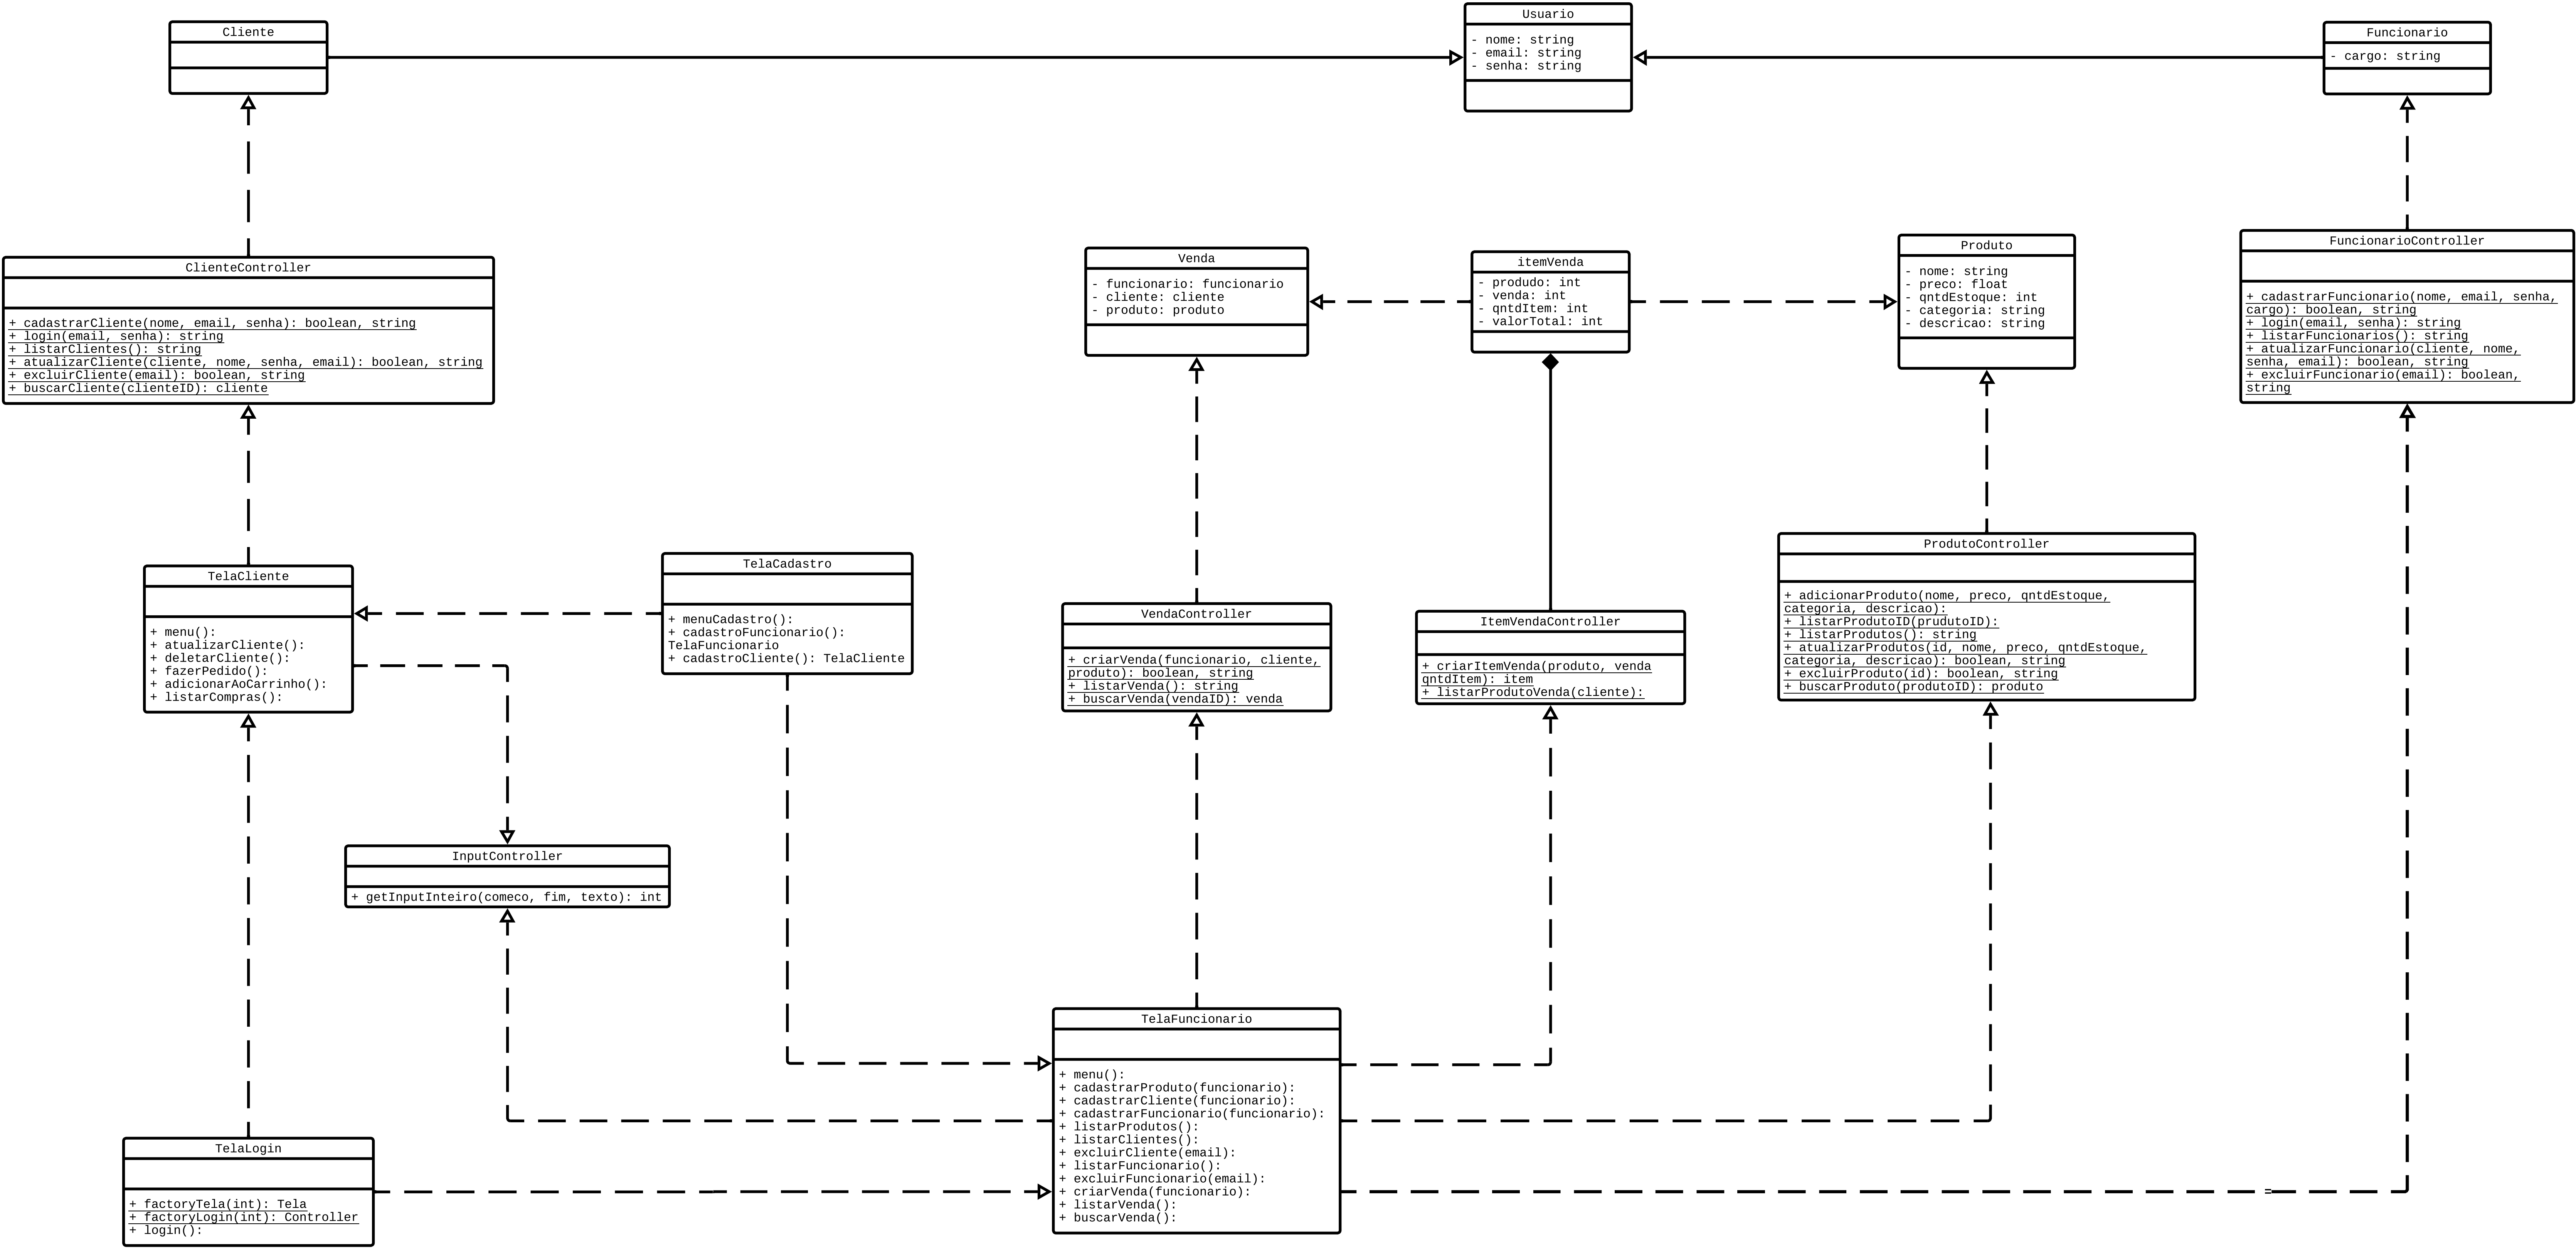 Cliente
Usuario
- nome: string
- email: string
- senha: string
Funcionario
- cargo: string
ClienteController
+ cadastrarCliente(nome, email, senha): boolean, string
+ login(email, senha): string
+ listarClientes(): string
+ atualizarCliente(cliente, nome, senha, email): boolean, string
+ excluirCliente(email): boolean, string
+ buscarCliente(clienteID): cliente
Venda
- funcionario: funcionario
- cliente: cliente
- produto: produto
itemVenda
- produdo: int
- venda: int
- qntdItem: int
- valorTotal: int
Produto
- nome: string
- preco: float
- qntdEstoque: int
- categoria: string
- descricao: string
FuncionarioController
+ cadastrarFuncionario(nome, email, senha,
cargo): boolean, string
+ login(email, senha): string
+ listarFuncionarios(): string
+ atualizarFuncionario(cliente, nome,
senha, email): boolean, string
+ excluirFuncionario(email): boolean,
string
TelaCliente
+ menu():
+ atualizarCliente():
+ deletarCliente():
+ fazerPedido():
+ adicionarAoCarrinho():
+ listarCompras():
TelaCadastro
+ menuCadastro():
+ cadastroFuncionario():
TelaFuncionario
+ cadastroCliente(): TelaCliente
VendaController
+ criarVenda(funcionario, cliente,
produto): boolean, string
+ listarVenda(): string
+ buscarVenda(vendaID): venda
ItemVendaController
+ criarItemVenda(produto, venda
qntdItem): item
+ listarProdutoVenda(cliente):
ProdutoController
+ adicionarProduto(nome, preco, qntdEstoque,
categoria, descricao):
+ listarProdutoID(prudutoID):
+ listarProdutos(): string
+ atualizarProdutos(id, nome, preco, qntdEstoque,
categoria, descricao): boolean, string
+ excluirProduto(id): boolean, string
+ buscarProduto(produtoID): produto
InputController
+ getInputInteiro(comeco, fim, texto): int
TelaFuncionario
+ menu():
+ cadastrarProduto(funcionario):
+ cadastrarCliente(funcionario):
+ cadastrarFuncionario(funcionario):
+ listarProdutos():
+ listarClientes():
+ excluirCliente(email):
+ listarFuncionario():
+ excluirFuncionario(email):
+ criarVenda(funcionario):
+ listarVenda():
+ buscarVenda():
TelaLogin
+ factoryTela(int): Tela
+ factoryLogin(int): Controller
+ login():
=